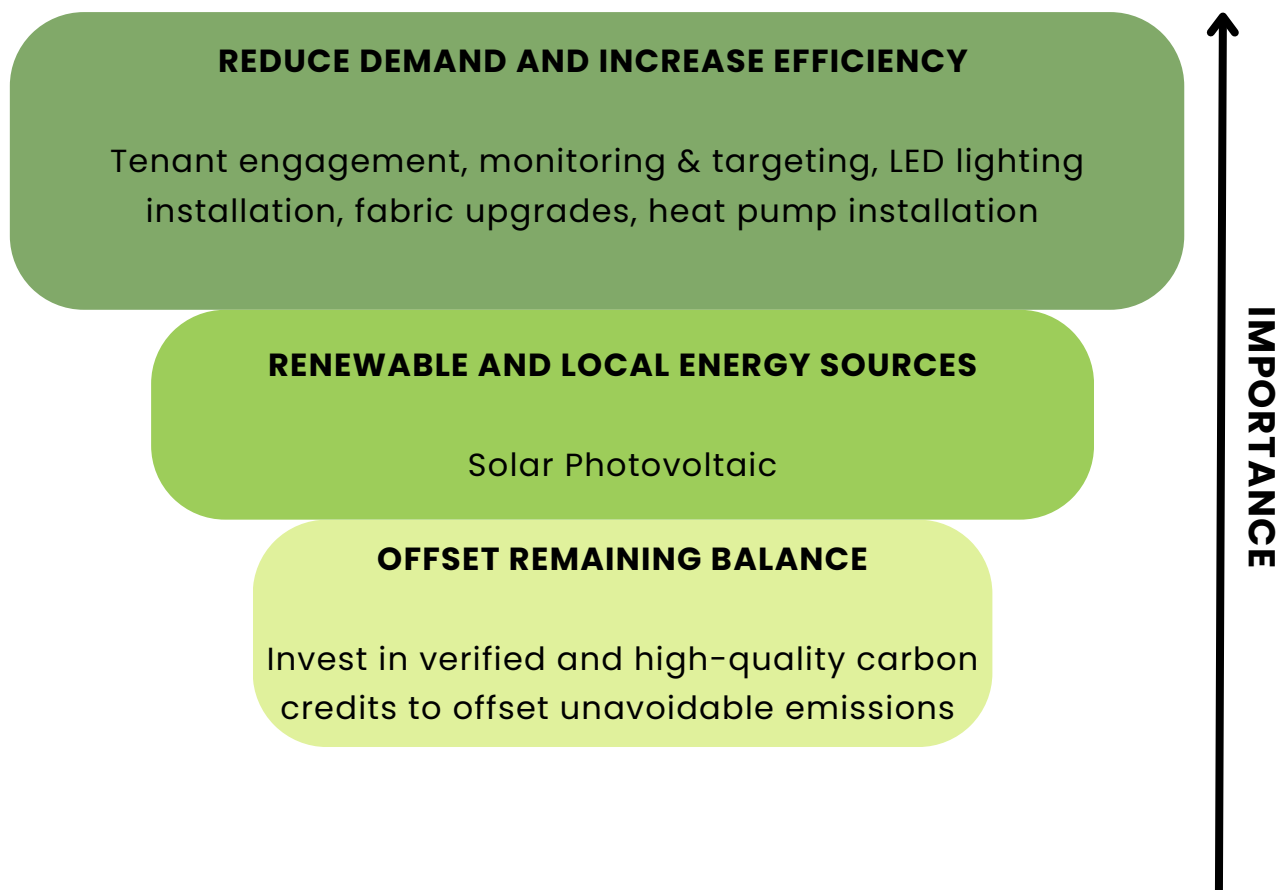 REDUCE DEMAND AND INCREASE EFFICIENCY
Tenant engagement, monitoring & targeting, LED lighting
installation, fabric upgrades, heat pump installation
RENEWABLE AND LOCAL ENERGY SOURCES
Solar Photovoltaic
OFFSET REMAINING BALANCE
Invest in verified and high-quality carbon
credits to offset unavoidable emissions
IMPORTANCE